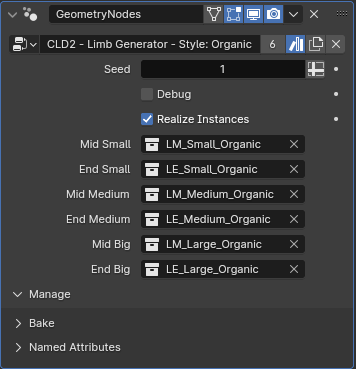 GeometryNodes
CLD2 - Limb Generator - Style: Organic 6
Seed 1
Debug
Realize Instances
Mid Small LM_Small_Organic
End Small LE_Small_Organic
Mid Medium LM_Medium_Organic
End Medium LE_Medium_Organic
Mid Big LM_Large_Organic
End Big LE_Large_Organic
Manage
Bake
Named Attributes